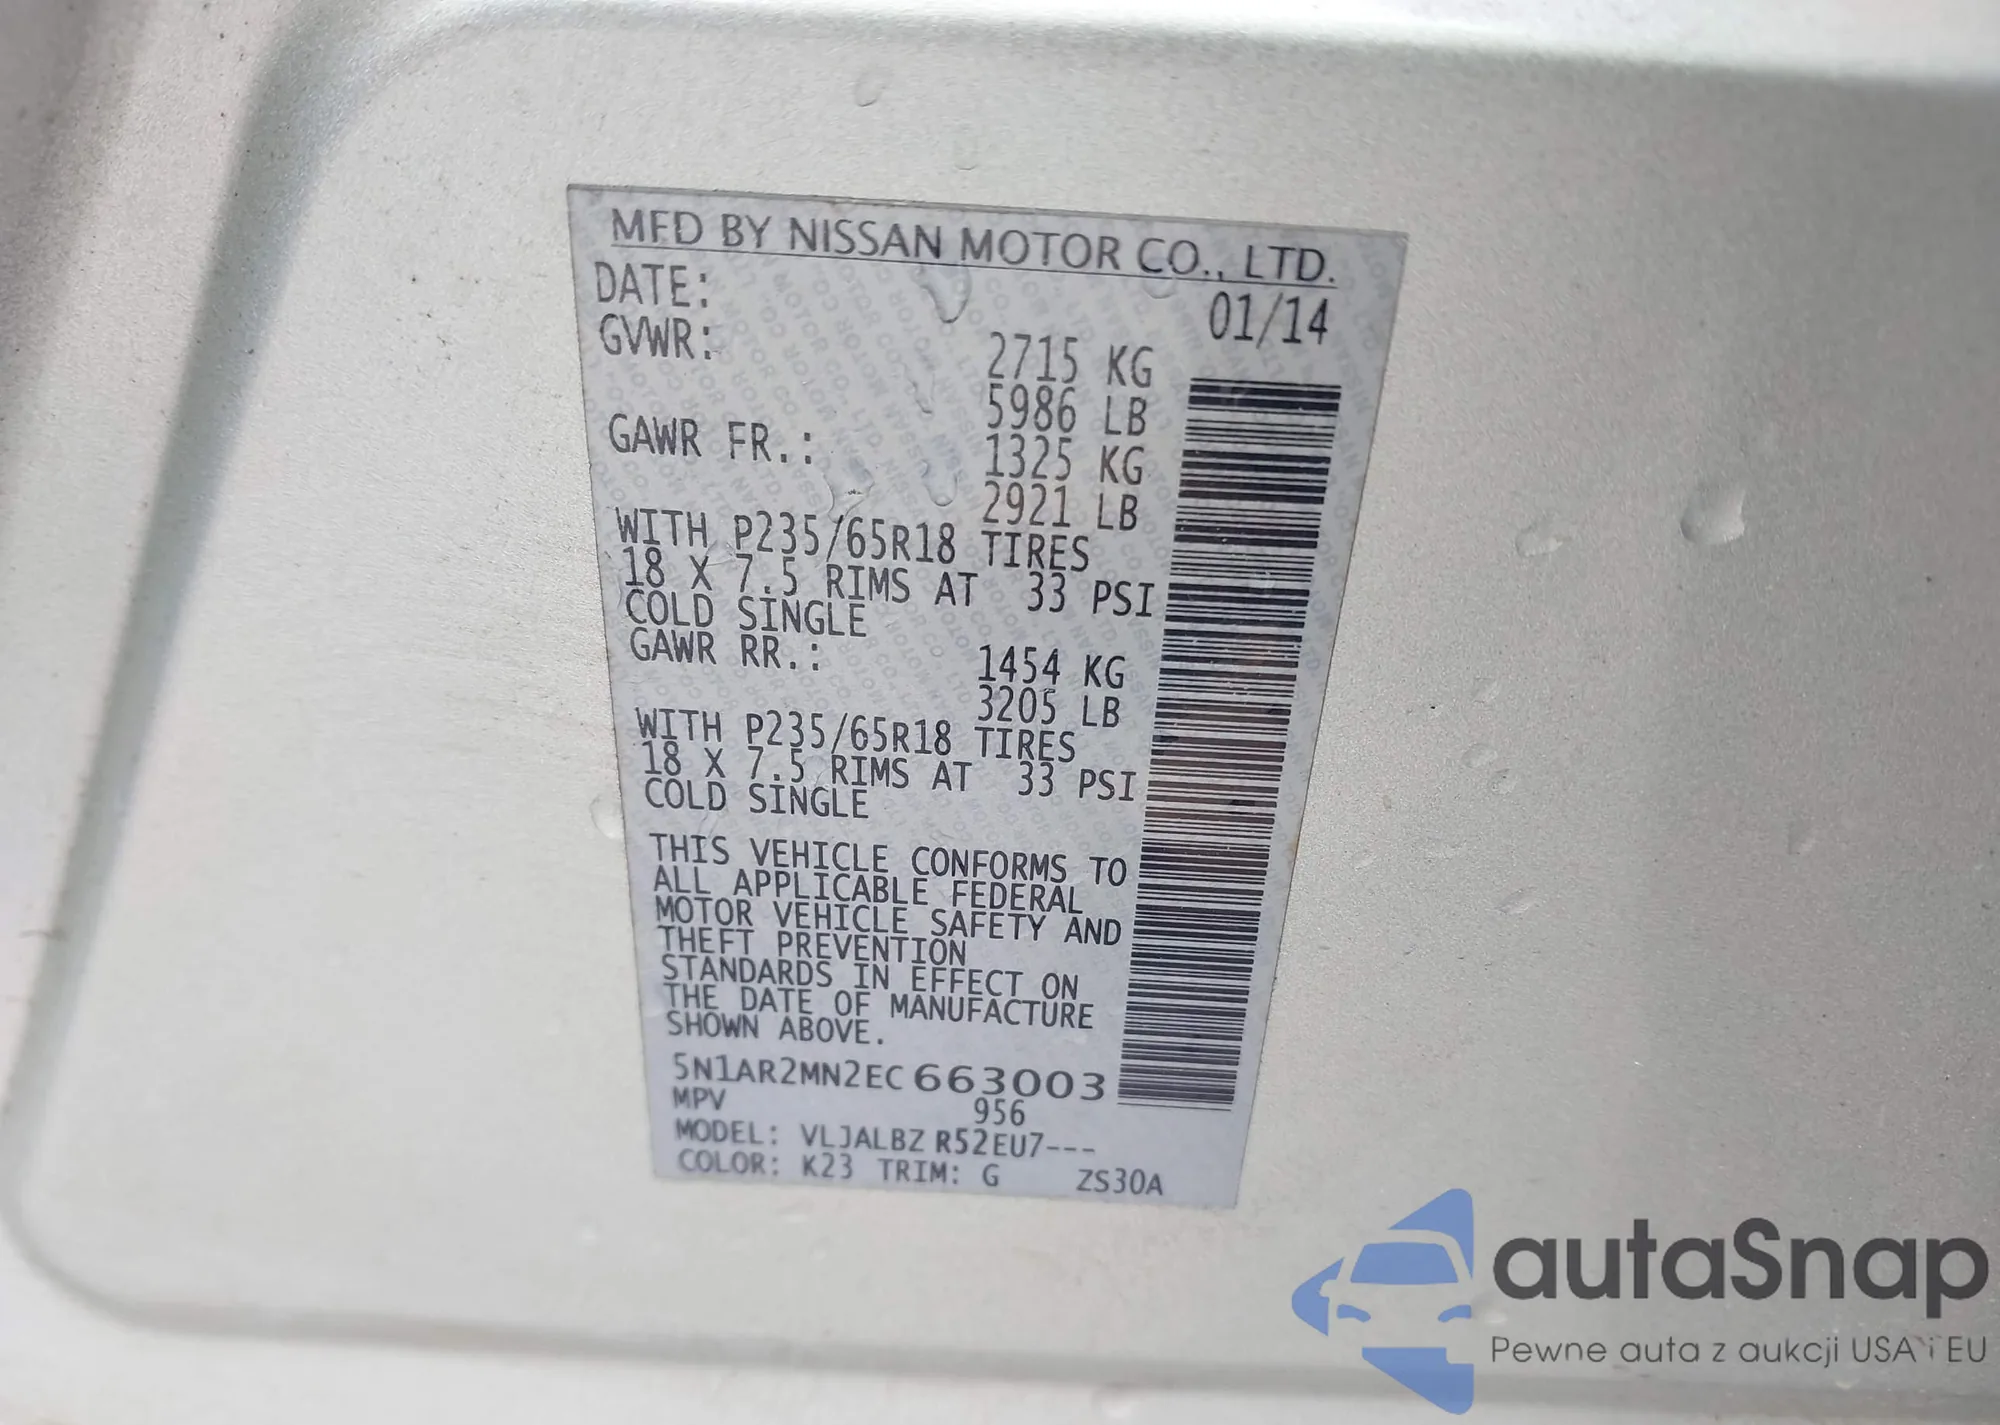 MFD BY NISSAN MOTOR CO., LTD.
DATE: 01/14
GVWR: 2715 KG
5986 LB
GAWR FR.: 1325 KG
2921 LB
WITH P235/65R18 TIRES
18 X 7.5 RIMS AT 33 PSI
COLD SINGLE
GAWR RR.: 1454 KG
3205 LB
WITH P235/65R18 TIRES
18 X 7.5 RIMS AT 33 PSI
COLD SINGLE
THIS VEHICLE CONFORMS TO
ALL APPLICABLE FEDERAL
MOTOR VEHICLE SAFETY AND
THEFT PREVENTION
STANDARDS IN EFFECT ON
THE DATE OF MANUFACTURE
SHOWN ABOVE.
5N1AR2MN2EC663003
MPV 956
MODEL: VLJALBZ R52EU7---
COLOR: K23 TRIM: G ZS30A
autaSnap
Pewne auta z aukcji USA i EU